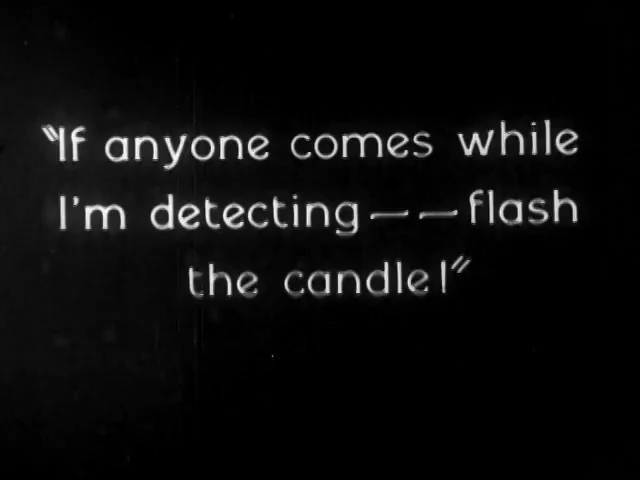 "If anyone comes while
I'm detecting — — flash
the candle!"